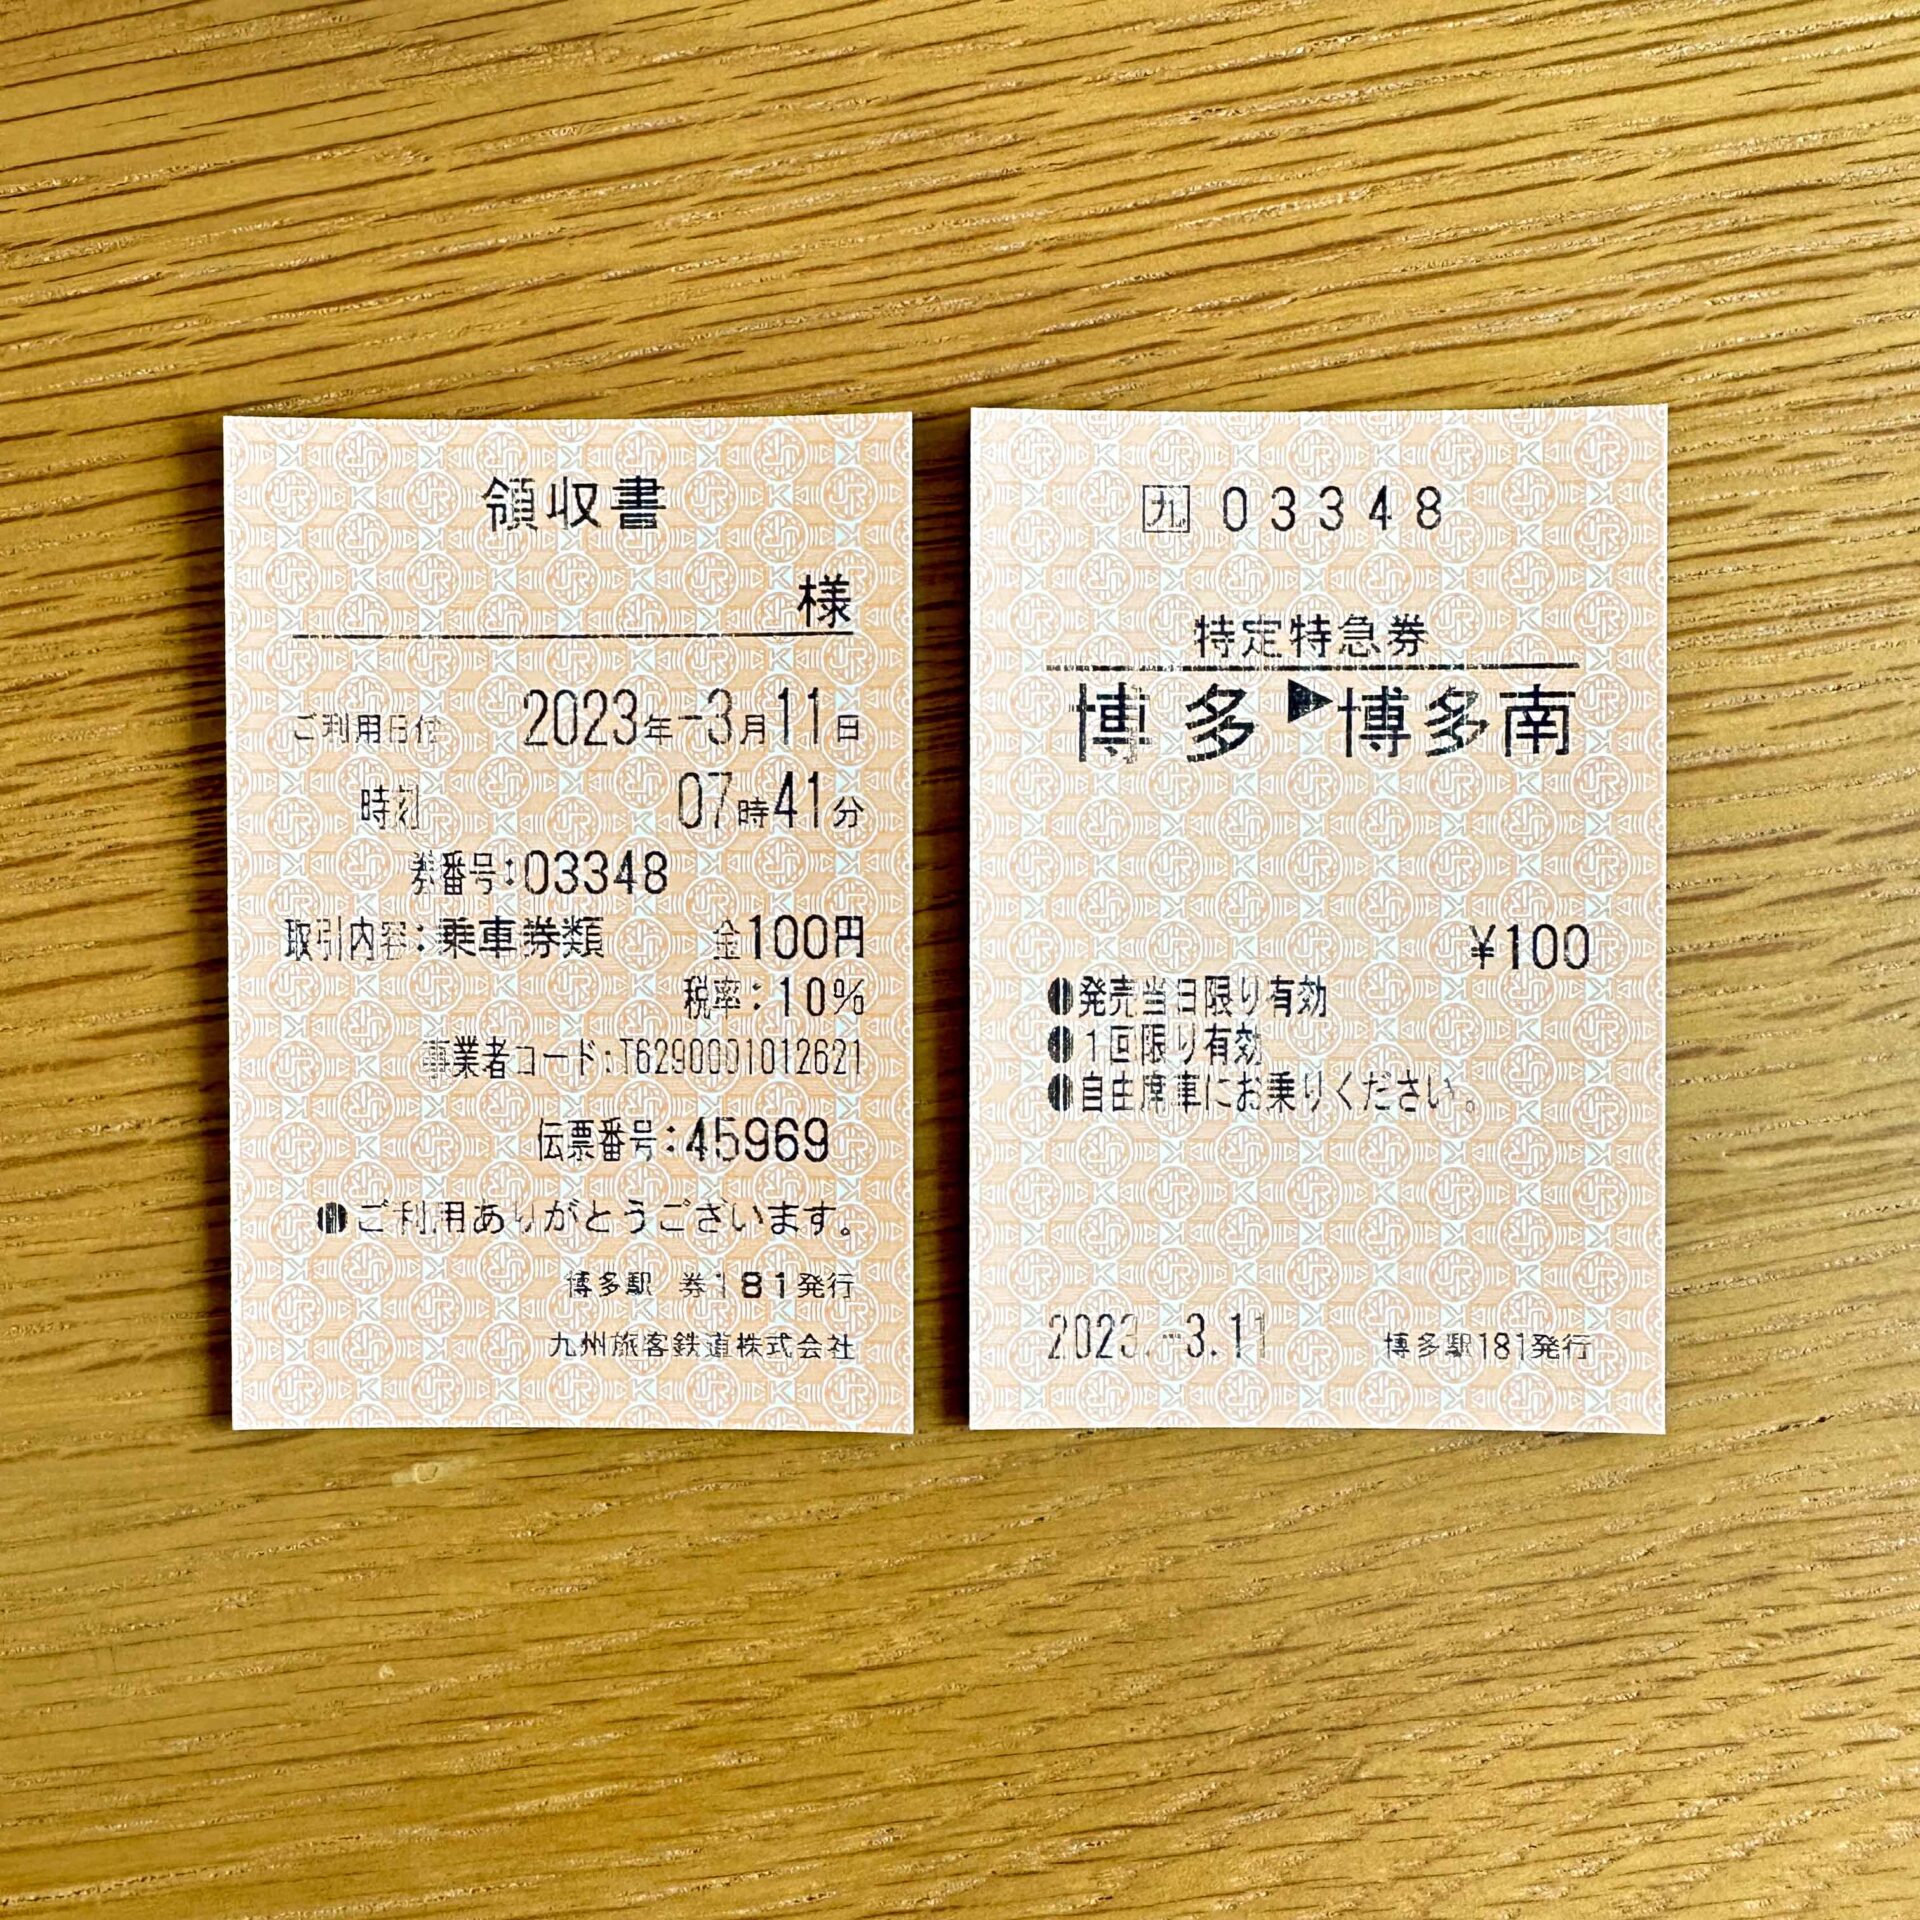 領収書
様
ご利用日付 2023年-3月11日
時刻 07時41分
券番号:03348
取引内容:乗車券類 金100円
税率:10%
事業者コード:T6290001012621
伝票番号:45969
●ご利用ありがとうございます。
博多駅 券181発行
九州旅客鉄道株式会社
九 03348
特定特急券
博多▶博多南
¥100
●発売当日限り有効
●1回限り有効
●自由席車にお乗りください。
2023.-3.11 博多駅181発行